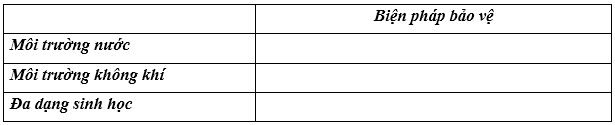 Biện pháp bảo vệ
Môi trường nước
Môi trường không khí
Đa dạng sinh học